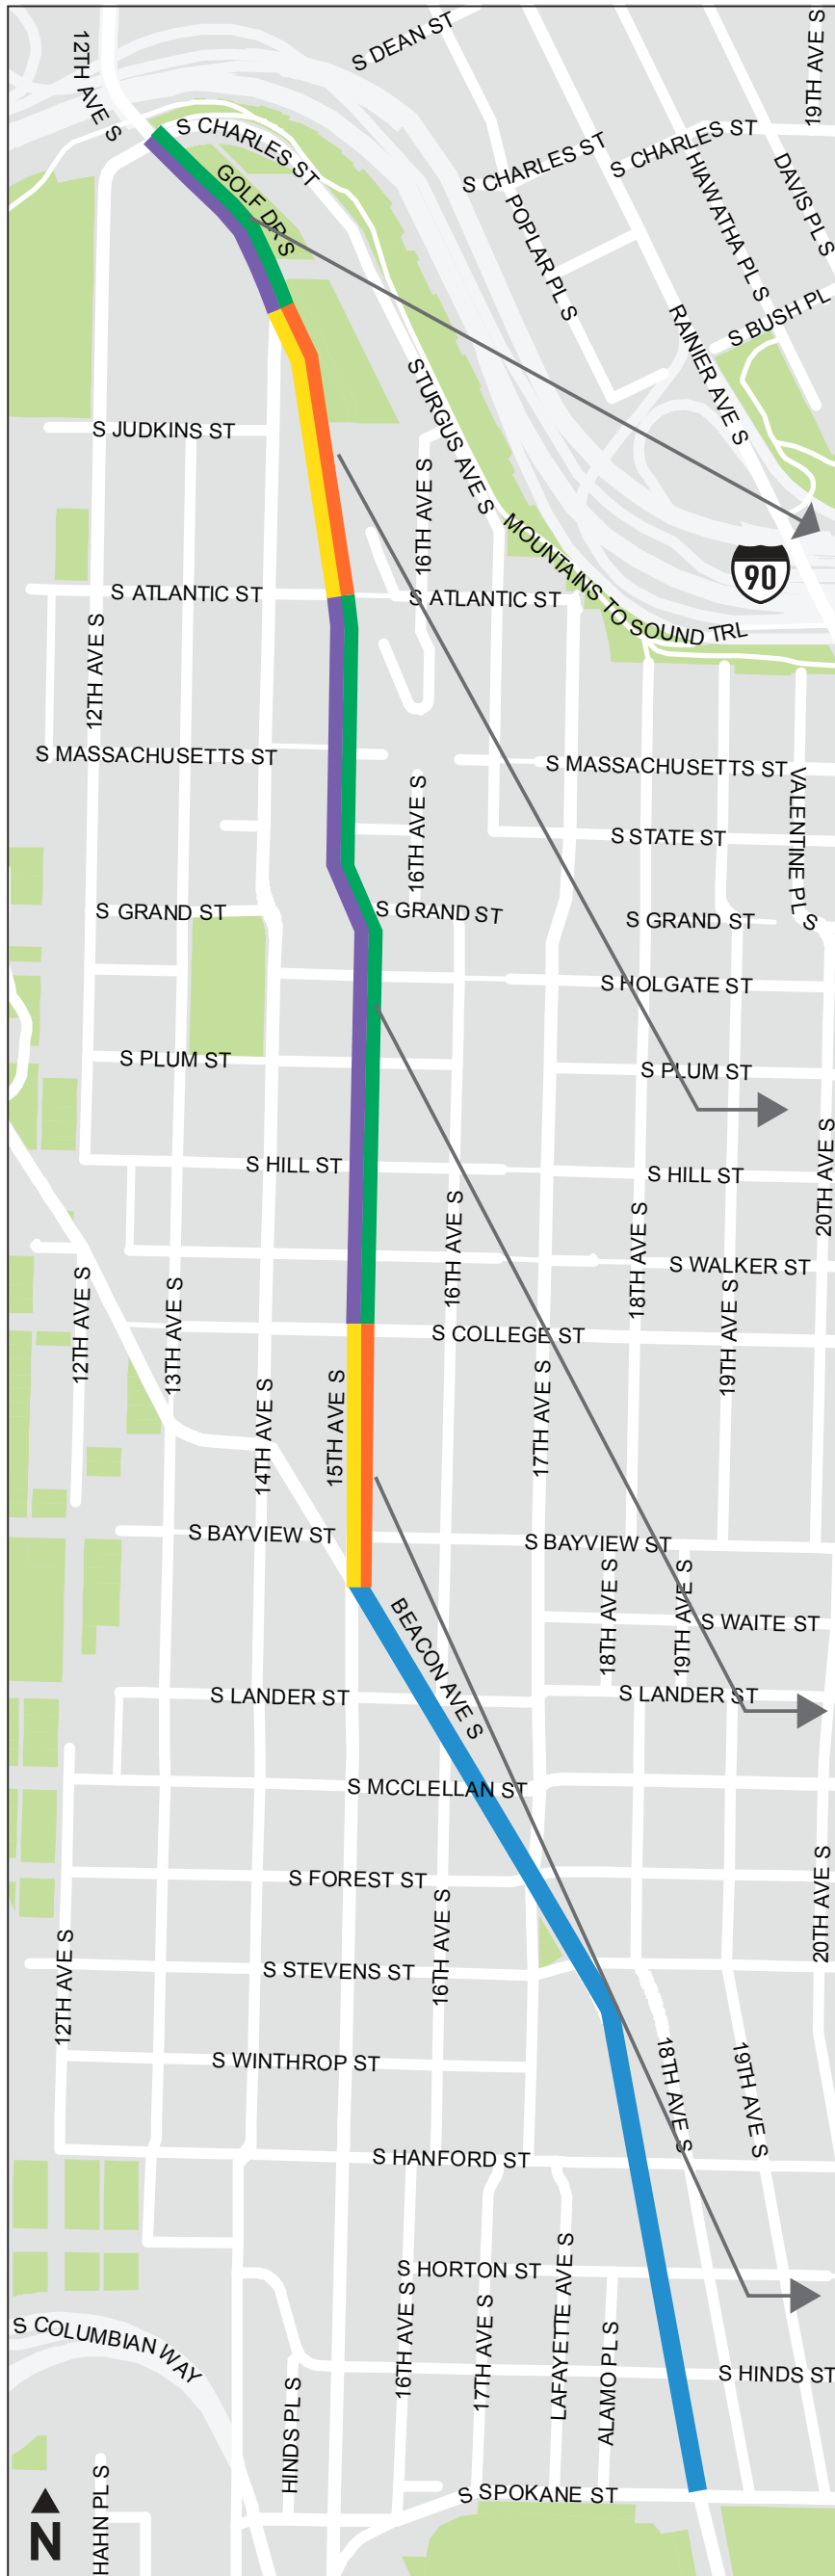 S DEAN ST
12TH AVE S
19TH AVE S
S CHARLES ST
S CHARLES ST
S CHARLES ST
GOLF DR S
POPLAR PL S
HIAWATHA PL S
DAVIS PL S
S BUSH PL
RAINIER AVE S
STURGUS AVE S
S JUDKINS ST
16TH AVE S
MOUNTAINS TO SOUND TRL
90
S ATLANTIC ST
S ATLANTIC ST
12TH AVE S
S MASSACHUSETTS ST
S MASSACHUSETTS ST
VALENTINE PL S
16TH AVE S
S STATE ST
S GRAND ST
S GRAND ST
S GRAND ST
S HOLGATE ST
S PLUM ST
S PLUM ST
20TH AVE S
S HILL ST
S HILL ST
16TH AVE S
18TH AVE S
S WALKER ST
12TH AVE S
13TH AVE S
19TH AVE S
S COLLEGE ST
14TH AVE S
15TH AVE S
17TH AVE S
S BAYVIEW ST
S BAYVIEW ST
18TH AVE S
19TH AVE S
BEACON AVE S
S WAITE ST
S LANDER ST
S LANDER ST
S MCCLELLAN ST
S FOREST ST
20TH AVE S
16TH AVE S
12TH AVE S
S STEVENS ST
S WINTHROP ST
18TH AVE S
19TH AVE S
S HANFORD ST
S HORTON ST
LAFAYETTE AVE S
16TH AVE S
17TH AVE S
ALAMO PL S
S COLUMBIAN WAY
S HINDS ST
HINDS PL S
S SPOKANE ST
HAHN PL S
N